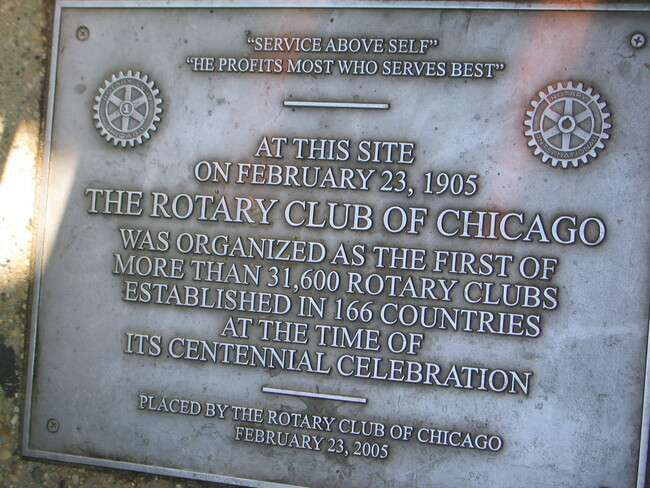 "SERVICE ABOVE SELF"
"HE PROFITS MOST WHO SERVES BEST"
AT THIS SITE
ON FEBRUARY 23, 1905
THE ROTARY CLUB OF CHICAGO
WAS ORGANIZED AS THE FIRST OF
MORE THAN 31,600 ROTARY CLUBS
ESTABLISHED IN 166 COUNTRIES
AT THE TIME OF
ITS CENTENNIAL CELEBRATION
PLACED BY THE ROTARY CLUB OF CHICAGO
FEBRUARY 23, 2005
ROTARY
INTERNATIONAL